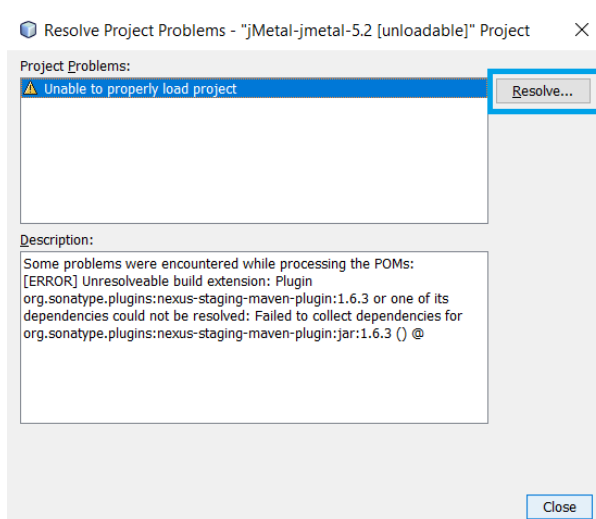 Resolve Project Problems - "jMetal-jmetal-5.2 [unloadable]" Project
Project Problems:
Unable to properly load project
Resolve...
Description:
Some problems were encountered while processing the POMs:
[ERROR] Unresolveable build extension: Plugin
org.sonatype.plugins:nexus-staging-maven-plugin:1.6.3 or one of its
dependencies could not be resolved: Failed to collect dependencies for
org.sonatype.plugins:nexus-staging-maven-plugin:jar:1.6.3 () @
Close